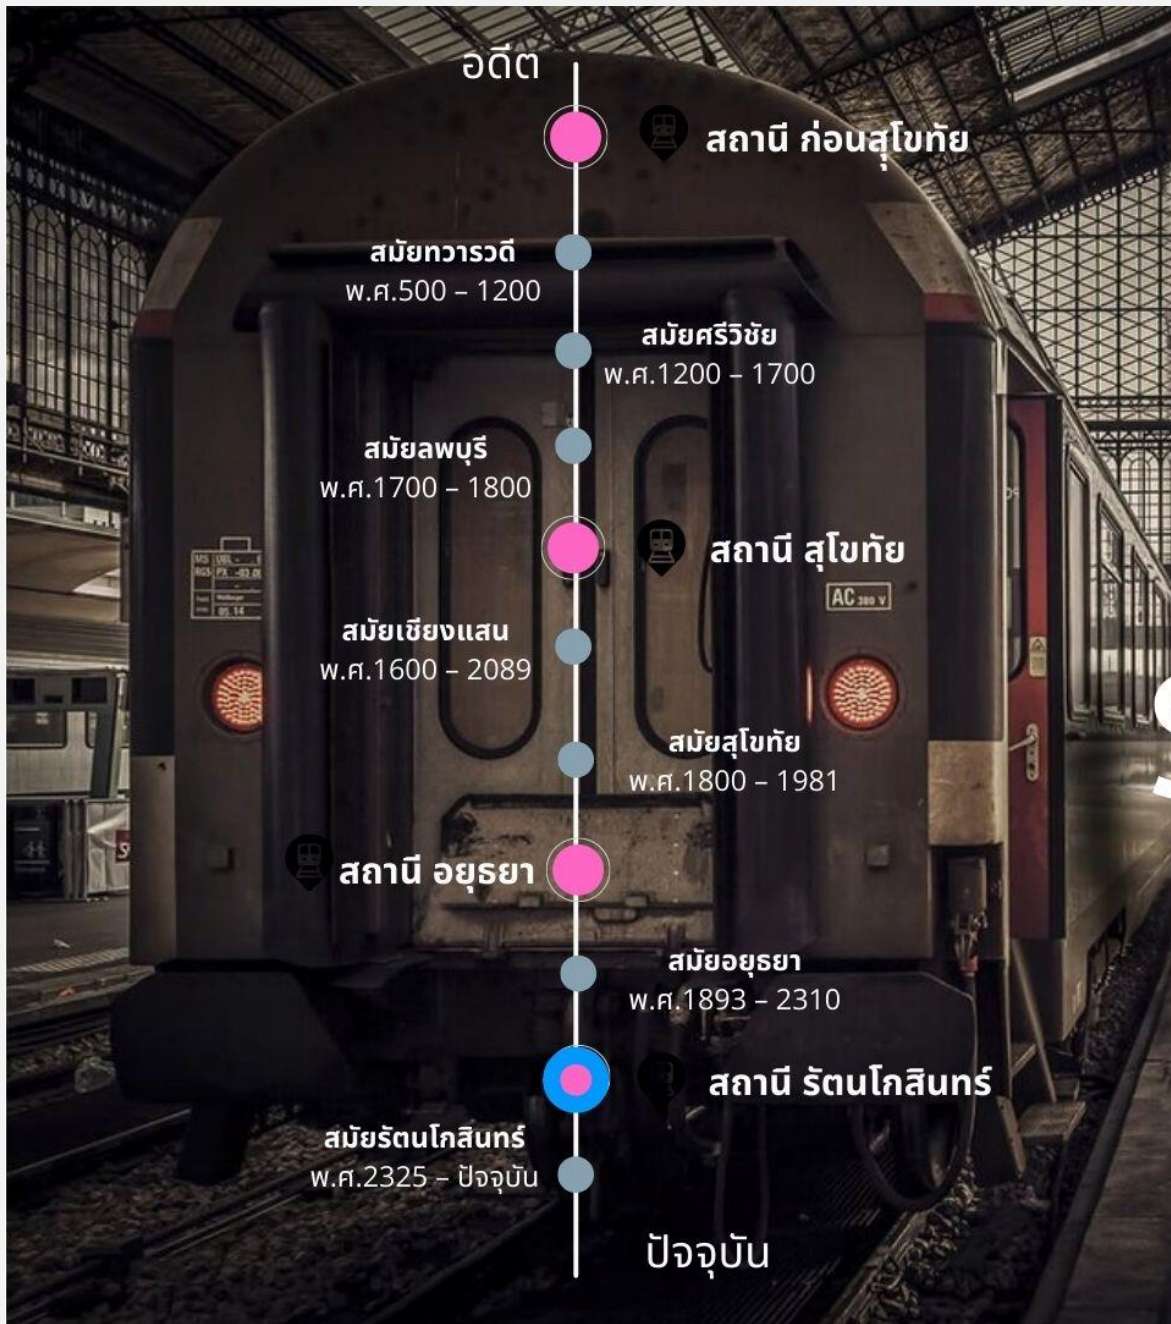 อดีต
สถานี ก่อนสุโขทัย
สมัยทวารวดี
พ.ศ.500 – 1200
สมัยศรีวิชัย
พ.ศ.1200 – 1700
สมัยลพบุรี
พ.ศ.1700 – 1800
สถานี สุโขทัย
AC 380 V
05.14
สมัยเชียงแสน
พ.ศ.1600 – 2089
สมัยสุโขทัย
พ.ศ.1800 – 1981
สถานี อยุธยา
สมัยอยุธยา
พ.ศ.1893 – 2310
สถานี รัตนโกสินทร์
สมัยรัตนโกสินทร์
พ.ศ.2325 – ปัจจุบัน
ปัจจุบัน